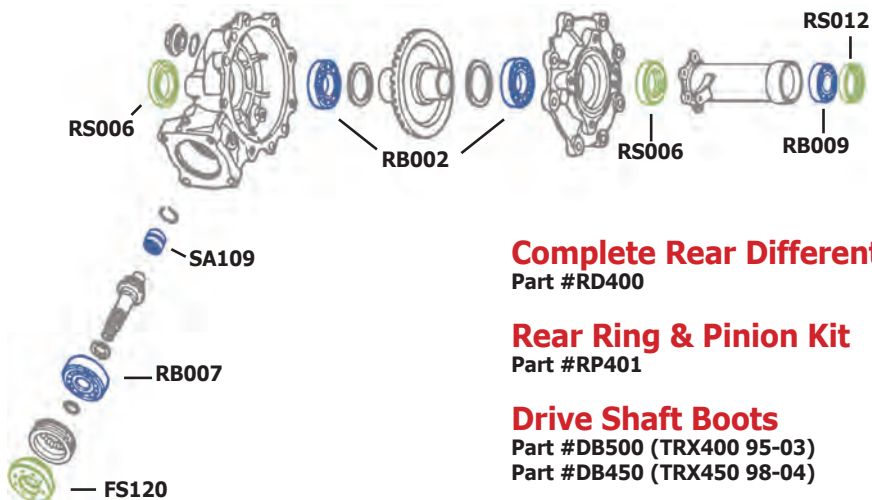 RS012
RS006
RB002
RS006
RB009
SA109
Part #RD400
Complete Rear
Rear Ring & Pinion Kit
Part #RP401
RB007
Drive Shaft Boots
Part #DB500 (TRX400 95-03)
Part #DB450 (TRX450 98-04)
FS120